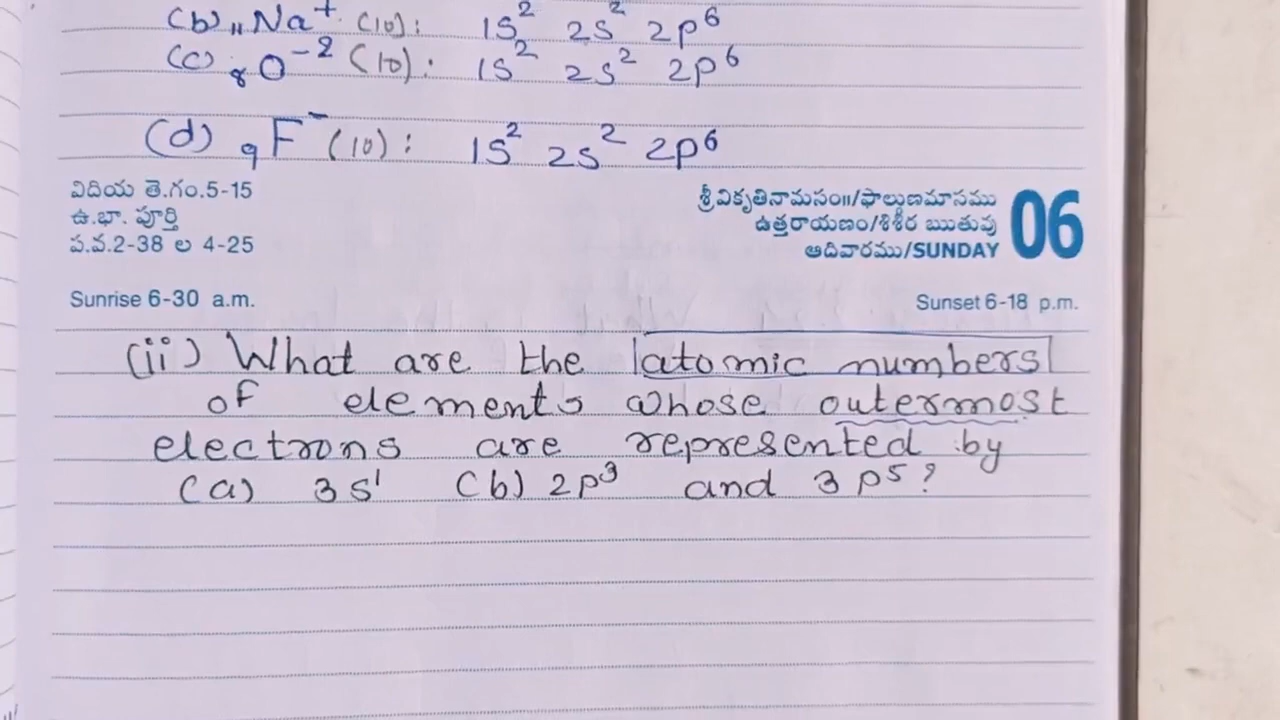 (b) ₁₁Na⁺ (10): 1s² 2s² 2p⁶
(c) ₈O⁻² (10): 1s² 2s² 2p⁶
(d) ₉F⁻ (10): 1s² 2s² 2p⁶
విదియ తె.గం.5-15
ఉ.భా. పూర్తి
ప.వ.2-38 ల 4-25
శ్రీవికృతినామసం॥/ఫాల్గుణమాసము
ఉత్తరాయణం/శిశిర ఋతువు
ఆదివారము/SUNDAY
06
Sunrise 6-30 a.m.
Sunset 6-18 p.m.
(ii) What are the atomic numbers
of elements whose outermost
electrons are represented by
(a) 3s¹ (b) 2p³ and 3p⁵?